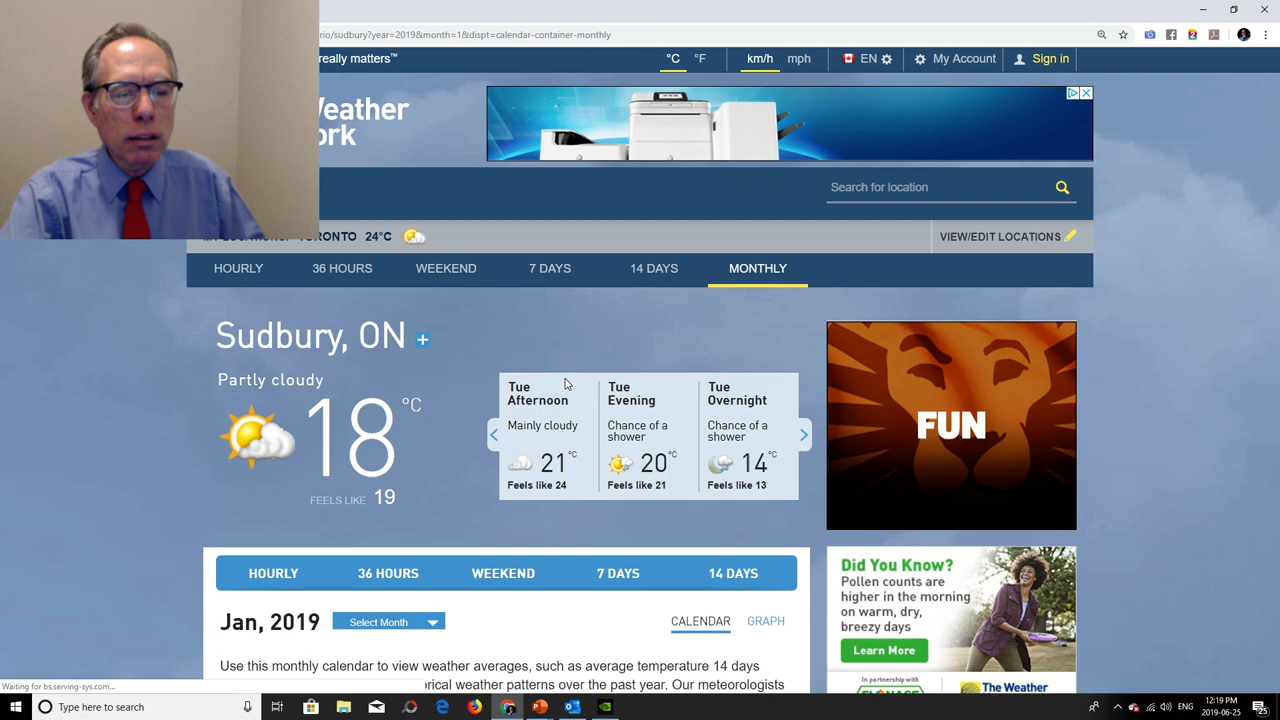 rio/sudbury?year=2019&month=1&dispt=calendar-container-monthly
really matters™
°C °F
km/h mph
EN
My Account
Sign in
Weather
ork
Search for location
TORONTO 24°C
VIEW/EDIT LOCATIONS
HOURLY 36 HOURS WEEKEND 7 DAYS 14 DAYS MONTHLY
Sudbury, ON
Partly cloudy
18 °C
FEELS LIKE 19
Tue Afternoon
Mainly cloudy
21 °C
Feels like 24
Tue Evening
Chance of a
shower
20 °C
Feels like 21
Tue Overnight
Chance of a
shower
14 °C
Feels like 13
FUN
HOURLY 36 HOURS WEEKEND 7 DAYS 14 DAYS
Jan, 2019
Select Month
CALENDAR GRAPH
Use this monthly calendar to view weather averages, such as average temperature 14 days
orical weather patterns over the past year. Our meteorologists
Did You Know?
Pollen counts are
higher in the morning
on warm, dry,
breezy days
Learn More
In partnership with
The Weather
Waiting for bs.serving-sys.com...
Type here to search
ENG
12:19 PM
2019-06-25